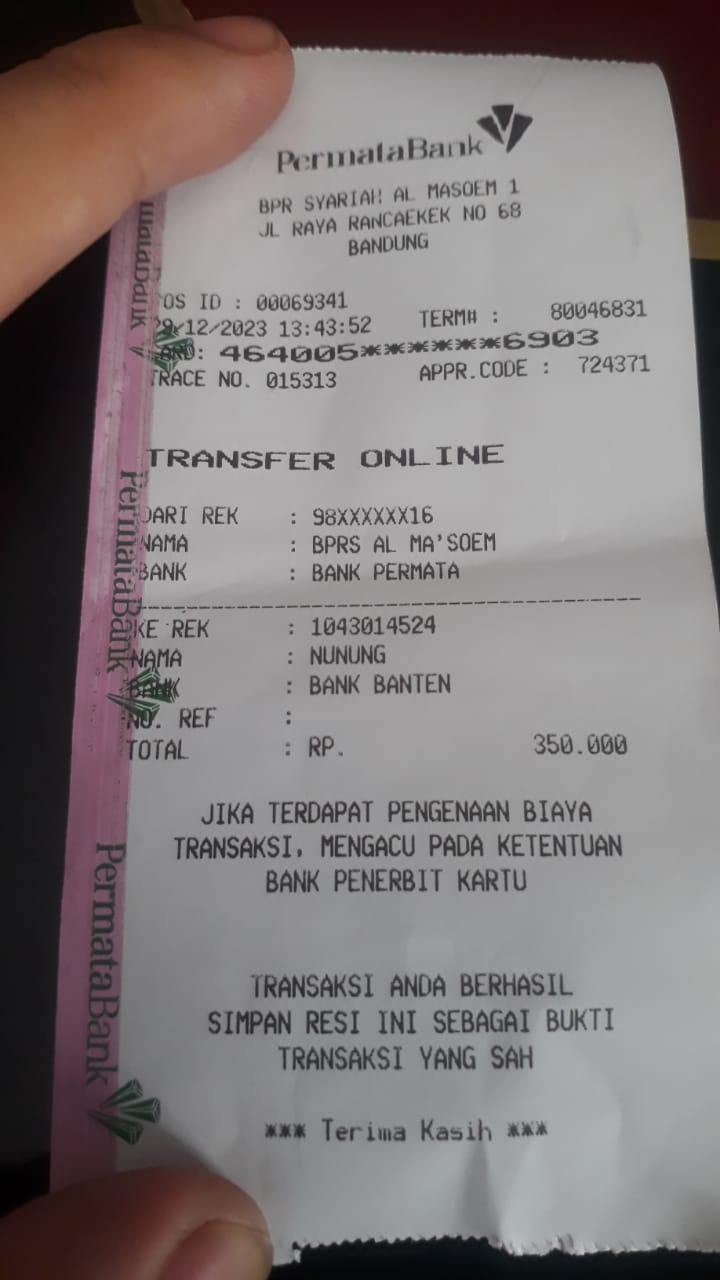 PermataBank
BPR SYARIAH AL MASOEM 1
JL RAYA RANCAEKEK NO 68
BANDUNG
OS ID : 00069341
29/12/2023 13:43:52 TERM# : 80046831
CARD: 464005******6903
TRACE NO. 015313 APPR.CODE : 724371
TRANSFER ONLINE
DARI REK : 98XXXXXX16
NAMA : BPRS AL MA'SOEM
BANK : BANK PERMATA
KE REK : 1043014524
NAMA : NUNUNG
BANK : BANK BANTEN
NO. REF :
TOTAL : RP. 350.000
JIKA TERDAPAT PENGENAAN BIAYA
TRANSAKSI, MENGACU PADA KETENTUAN
BANK PENERBIT KARTU
TRANSAKSI ANDA BERHASIL
SIMPAN RESI INI SEBAGAI BUKTI
TRANSAKSI YANG SAH
*** Terima Kasih ***
PermataBank
PermataBank